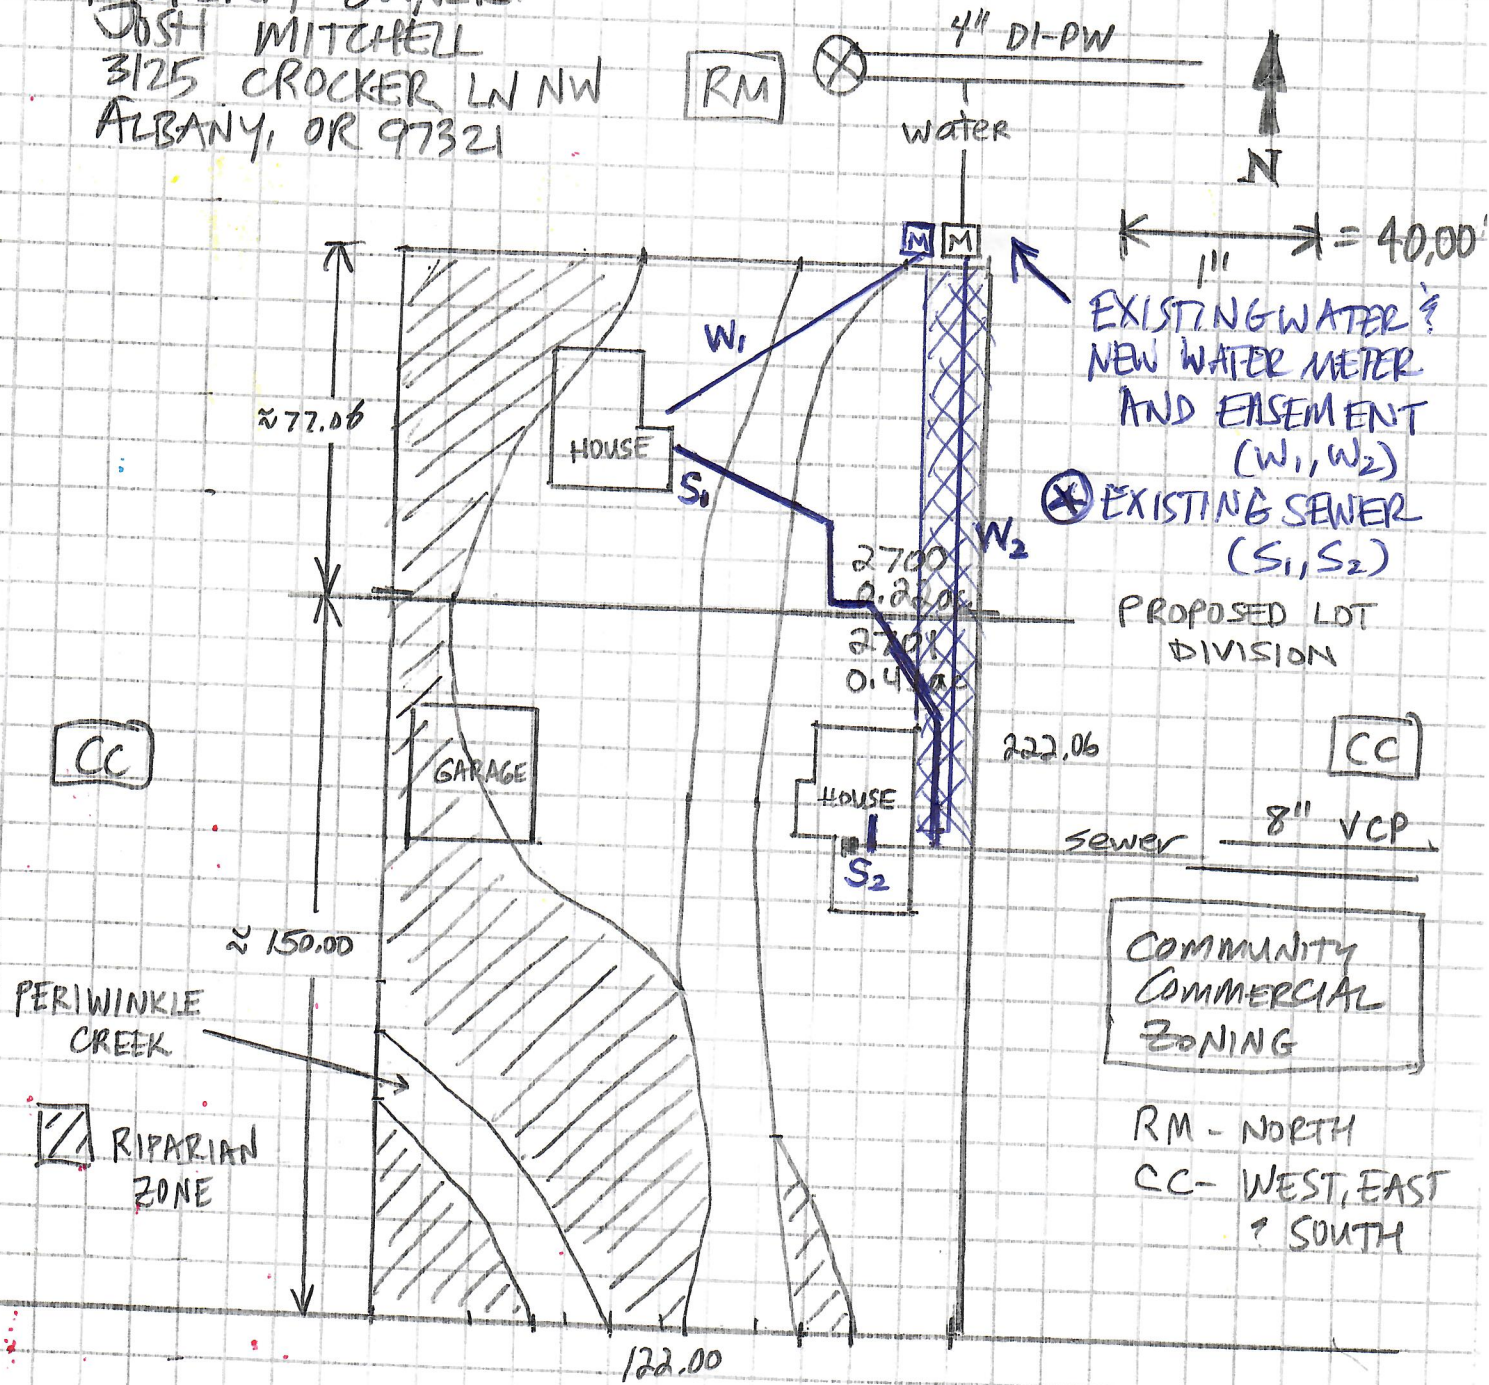 JOSH MITCHELL
3125 CROCKER LN NW
ALBANY, OR 97321
RM
4" DI-PW
water
N
M
M
1" = 40.00'
EXISTING WATER &
NEW WATER METER
AND EASEMENT
(W1, W2)
EXISTING SEWER
(S1, S2)
W1
≈77.06
HOUSE
S1
W2
2700
0.22ac
PROPOSED LOT
DIVISION
2701
CC
GARAGE
HOUSE
222.06
CC
S2
sewer
8" VCP
≈ 150.00
COMMUNITY
COMMERCIAL
ZONING
PERIWINKLE
CREEK
RIPARIAN
ZONE
RM - NORTH
CC - WEST, EAST
& SOUTH
122.00